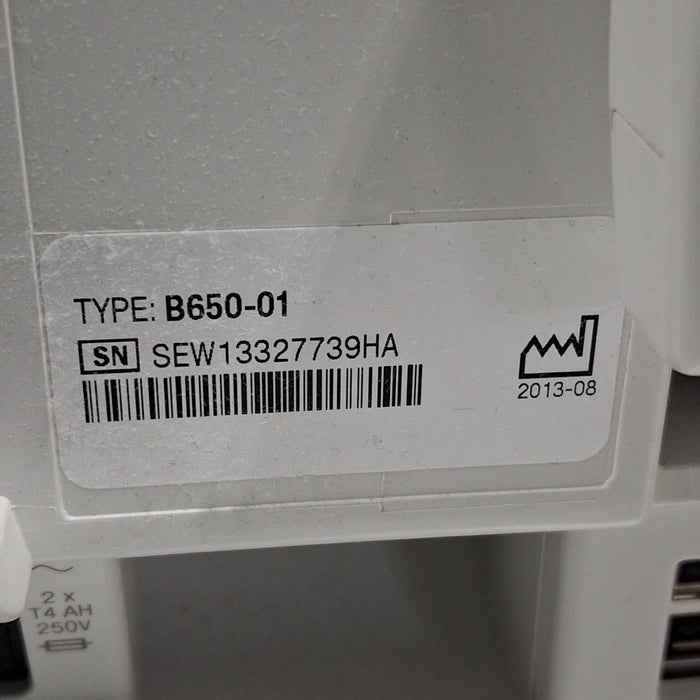 TYPE: B650-01
SN SEW13327739HA
2013-08
2 x
T4 AH
250V